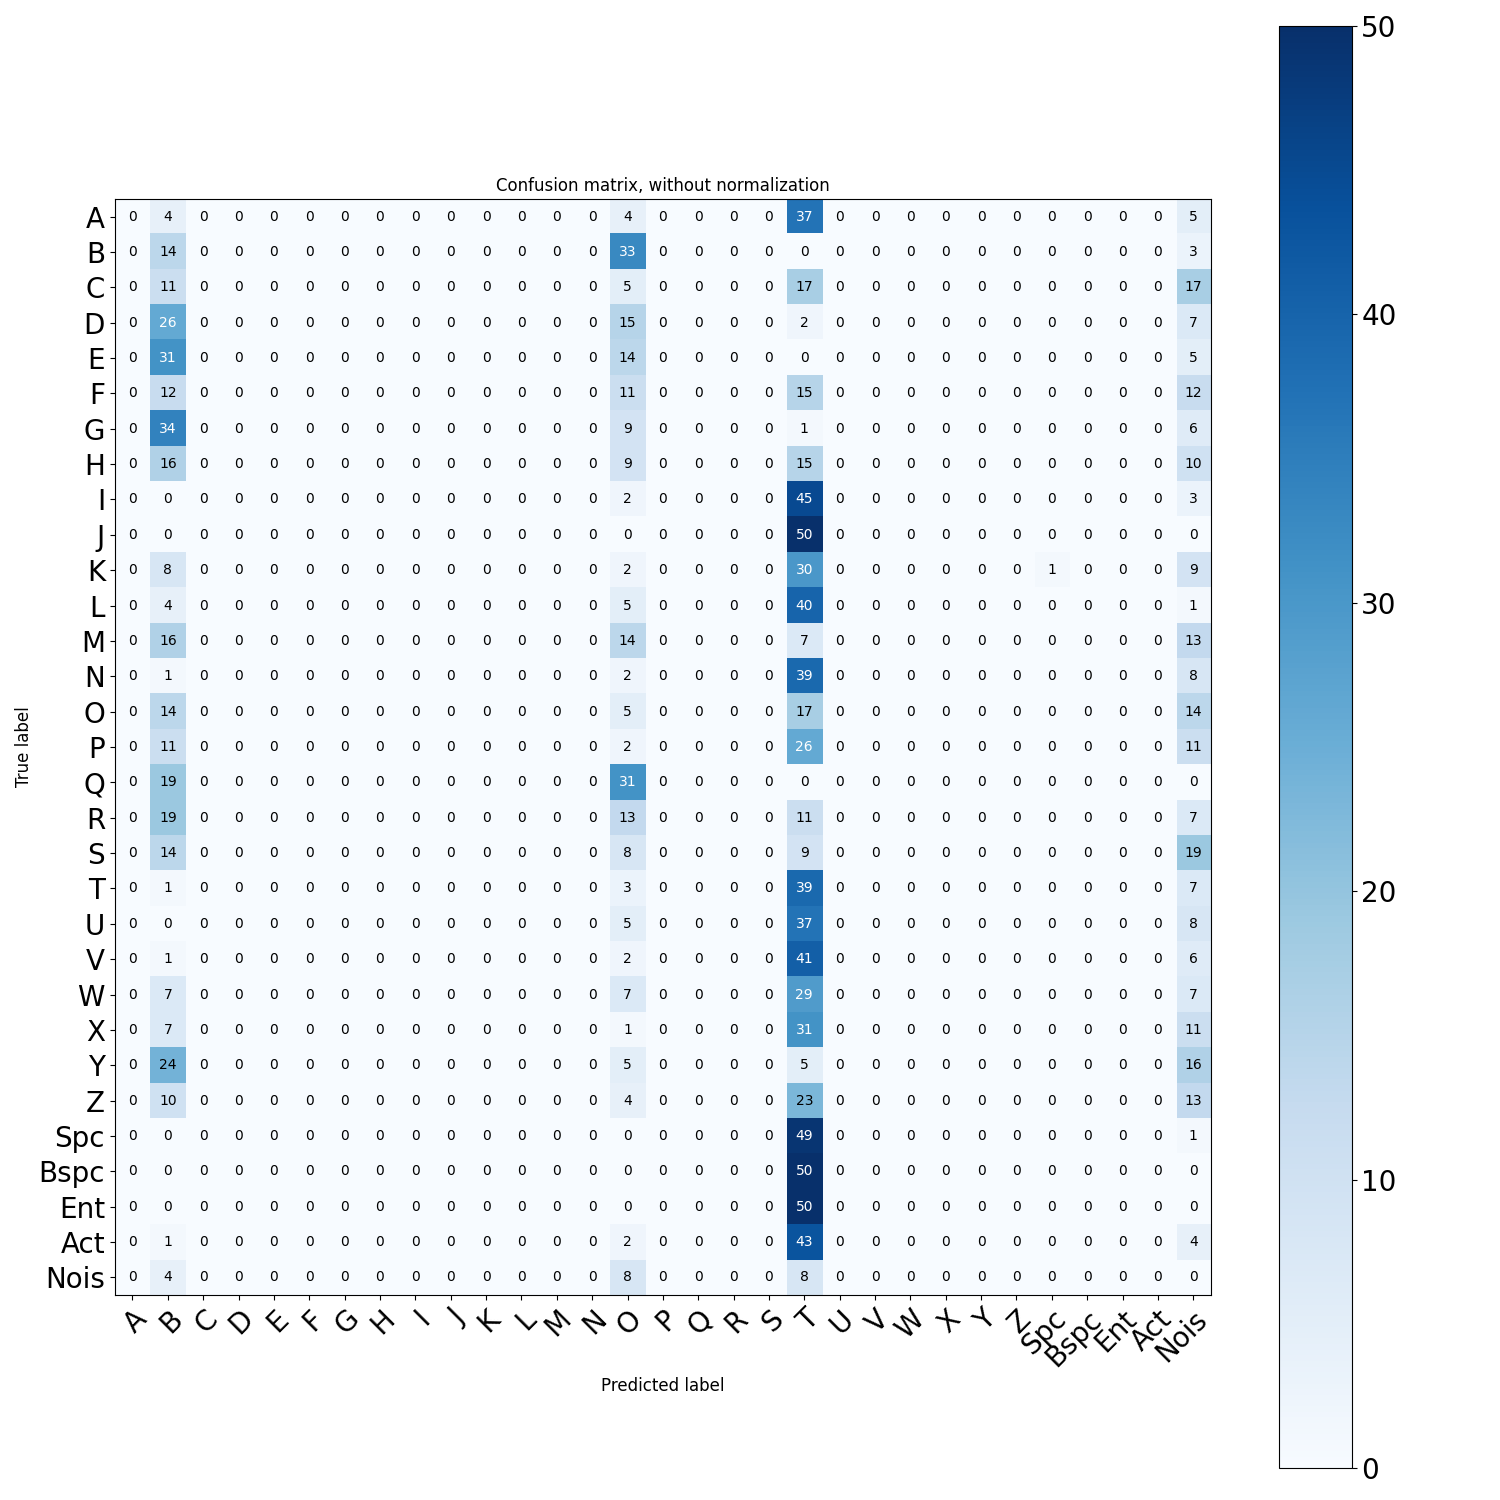 Confusion matrix, without normalization
50
40
30
20
10
0
True label
A 0 4 0 0 0 0 0 0 0 0 0 0 0 0 4 0 0 0 0 37 0 0 0 0 0 0 0 0 0 0 5
B 0 14 0 0 0 0 0 0 0 0 0 0 0 0 33 0 0 0 0 0 0 0 0 0 0 0 0 0 0 0 3
C 0 11 0 0 0 0 0 0 0 0 0 0 0 0 5 0 0 0 0 17 0 0 0 0 0 0 0 0 0 0 17
D 0 26 0 0 0 0 0 0 0 0 0 0 0 0 15 0 0 0 0 2 0 0 0 0 0 0 0 0 0 0 7
E 0 31 0 0 0 0 0 0 0 0 0 0 0 0 14 0 0 0 0 0 0 0 0 0 0 0 0 0 0 0 5
F 0 12 0 0 0 0 0 0 0 0 0 0 0 0 11 0 0 0 0 15 0 0 0 0 0 0 0 0 0 0 12
G 0 34 0 0 0 0 0 0 0 0 0 0 0 0 9 0 0 0 0 1 0 0 0 0 0 0 0 0 0 0 6
H 0 16 0 0 0 0 0 0 0 0 0 0 0 0 9 0 0 0 0 15 0 0 0 0 0 0 0 0 0 0 10
I 0 0 0 0 0 0 0 0 0 0 0 0 0 0 2 0 0 0 0 45 0 0 0 0 0 0 0 0 0 0 3
J 0 0 0 0 0 0 0 0 0 0 0 0 0 0 0 0 0 0 0 50 0 0 0 0 0 0 0 0 0 0 0
K 0 8 0 0 0 0 0 0 0 0 0 0 0 0 2 0 0 0 0 30 0 0 0 0 0 0 1 0 0 0 9
L 0 4 0 0 0 0 0 0 0 0 0 0 0 0 5 0 0 0 0 40 0 0 0 0 0 0 0 0 0 0 1
M 0 16 0 0 0 0 0 0 0 0 0 0 0 0 14 0 0 0 0 7 0 0 0 0 0 0 0 0 0 0 13
N 0 1 0 0 0 0 0 0 0 0 0 0 0 0 2 0 0 0 0 39 0 0 0 0 0 0 0 0 0 0 8
O 0 14 0 0 0 0 0 0 0 0 0 0 0 0 5 0 0 0 0 17 0 0 0 0 0 0 0 0 0 0 14
P 0 11 0 0 0 0 0 0 0 0 0 0 0 0 2 0 0 0 0 26 0 0 0 0 0 0 0 0 0 0 11
Q 0 19 0 0 0 0 0 0 0 0 0 0 0 0 31 0 0 0 0 0 0 0 0 0 0 0 0 0 0 0 0
R 0 19 0 0 0 0 0 0 0 0 0 0 0 0 13 0 0 0 0 11 0 0 0 0 0 0 0 0 0 0 7
S 0 14 0 0 0 0 0 0 0 0 0 0 0 0 8 0 0 0 0 9 0 0 0 0 0 0 0 0 0 0 19
T 0 1 0 0 0 0 0 0 0 0 0 0 0 0 3 0 0 0 0 39 0 0 0 0 0 0 0 0 0 0 7
U 0 0 0 0 0 0 0 0 0 0 0 0 0 0 5 0 0 0 0 37 0 0 0 0 0 0 0 0 0 0 8
V 0 1 0 0 0 0 0 0 0 0 0 0 0 0 2 0 0 0 0 41 0 0 0 0 0 0 0 0 0 0 6
W 0 7 0 0 0 0 0 0 0 0 0 0 0 0 7 0 0 0 0 29 0 0 0 0 0 0 0 0 0 0 7
X 0 7 0 0 0 0 0 0 0 0 0 0 0 0 1 0 0 0 0 31 0 0 0 0 0 0 0 0 0 0 11
Y 0 24 0 0 0 0 0 0 0 0 0 0 0 0 5 0 0 0 0 5 0 0 0 0 0 0 0 0 0 0 16
Z 0 10 0 0 0 0 0 0 0 0 0 0 0 0 4 0 0 0 0 23 0 0 0 0 0 0 0 0 0 0 13
Spc 0 0 0 0 0 0 0 0 0 0 0 0 0 0 0 0 0 0 0 49 0 0 0 0 0 0 0 0 0 0 1
Bspc 0 0 0 0 0 0 0 0 0 0 0 0 0 0 0 0 0 0 0 50 0 0 0 0 0 0 0 0 0 0 0
Ent 0 0 0 0 0 0 0 0 0 0 0 0 0 0 0 0 0 0 0 50 0 0 0 0 0 0 0 0 0 0 0
Act 0 1 0 0 0 0 0 0 0 0 0 0 0 0 2 0 0 0 0 43 0 0 0 0 0 0 0 0 0 0 4
Nois 0 4 0 0 0 0 0 0 0 0 0 0 0 0 8 0 0 0 0 8 0 0 0 0 0 0 0 0 0 0 0
A B C D E F G H I J K L M N O P Q R S T U V W X Y Z Spc Bspc Ent Act Nois
Predicted label